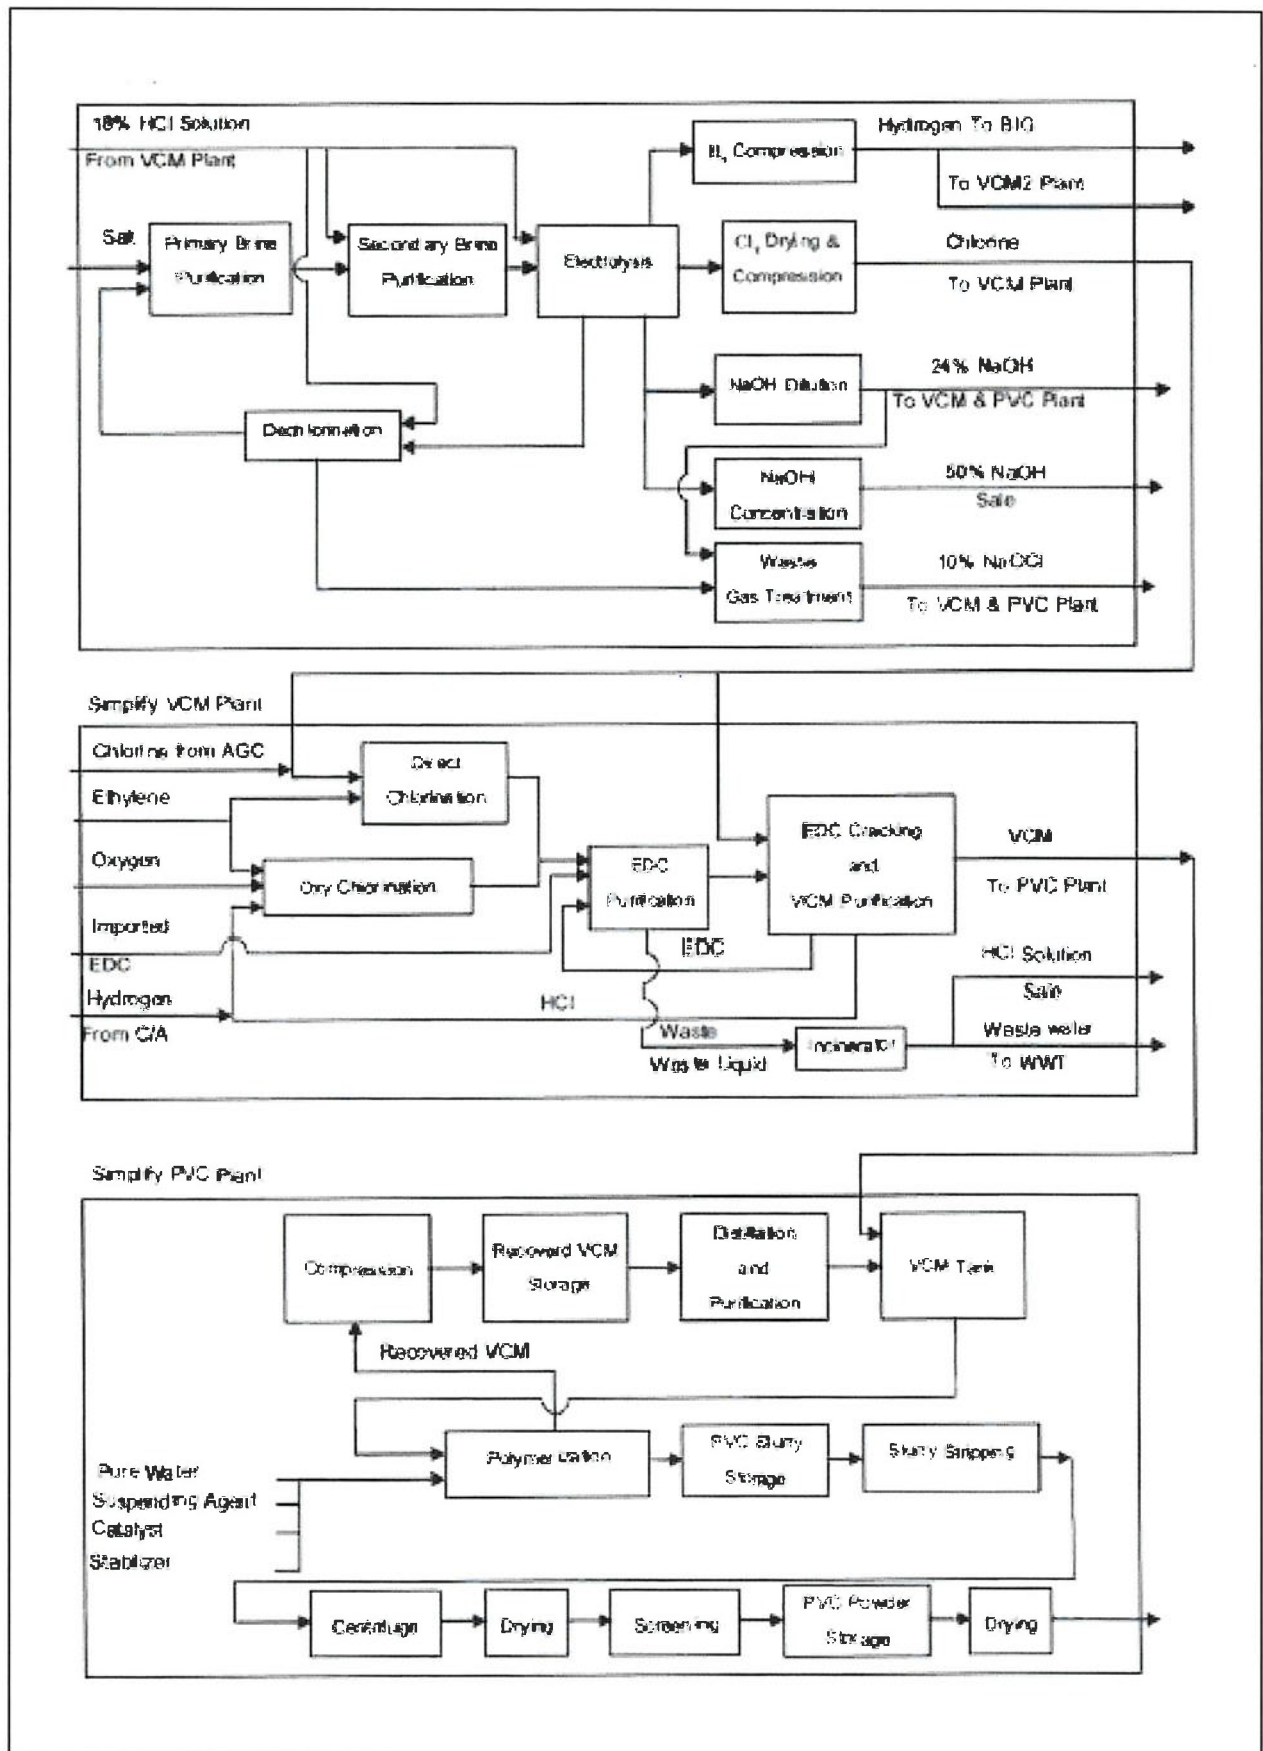 18% HCl Solution
From VCM Plant
Salt
Primary Brine
Purification
Secondary Brine
Purification
Electrolysis
H₂ Compression
Hydrogen To BIG
To VCM2 Plant
Cl₂ Drying &
Compression
Chlorine
To VCM Plant
NaOH Dilution
24% NaOH
To VCM & PVC Plant
Dechlorination
NaOH
Concentration
50% NaOH
Sale
Waste
Gas Treatment
10% NaOCl
To VCM & PVC Plant
Simplify VCM Plant
Chlorine from AGC
Ethylene
Oxygen
Imported
EDC
Hydrogen
From C/A
Direct
Chlorination
Oxy Chlorination
EDC
Purification
EDC
HCl
EDC Cracking
and
VCM Purification
VCM
To PVC Plant
HCl Solution
Sale
Waste
Waste Liquid
Incinerator
Waste water
To WWT
Simplify PVC Plant
Compression
Recoverd VCM
Storage
Distillation
and
Purification
VCM Tank
Recovered VCM
Polymerization
PVC Slurry
Storage
Slurry Stripping
Pure Water
Suspending Agent
Catalyst
Stabilizer
Centrifuge
Drying
Screening
PVC Powder
Storage
Drying